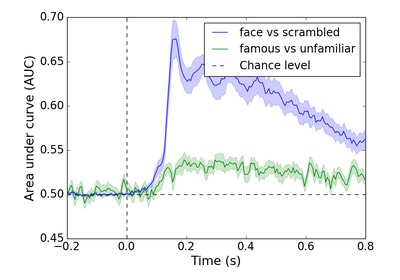 0.70
0.65
0.60
0.55
0.50
0.45
Area under curve (AUC)
face vs scrambled
famous vs unfamiliar
Chance level
−0.2 0.0 0.2 0.4 0.6 0.8
Time (s)